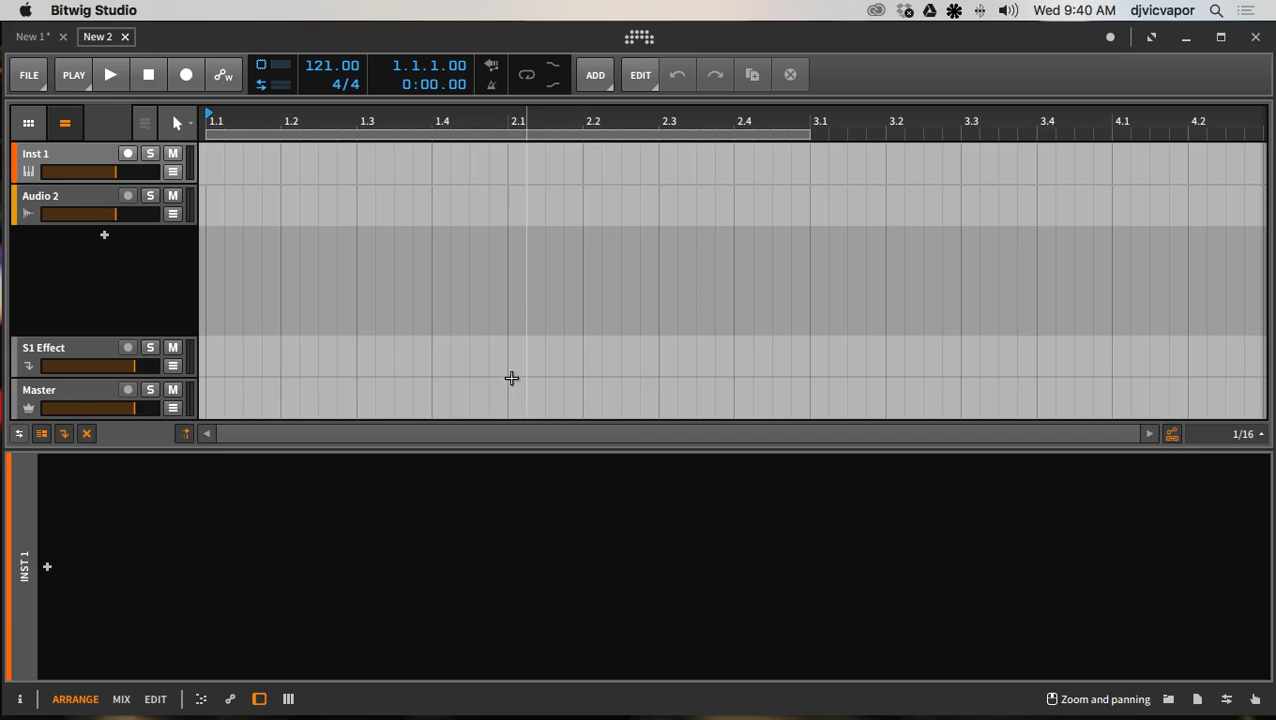 Bitwig Studio
Wed 9:40 AM djvicvapor
New 1*
New 2
FILE PLAY 121.00 1.1.1.00 ADD EDIT
4/4 0:00.00
1.1 1.2 1.3 1.4 2.1 2.2 2.3 2.4 3.1 3.2 3.3 3.4 4.1 4.2
Inst 1 S M
Audio 2 S M
S1 Effect S M
Master S M
1/16
INST 1
i ARRANGE MIX EDIT Zoom and panning